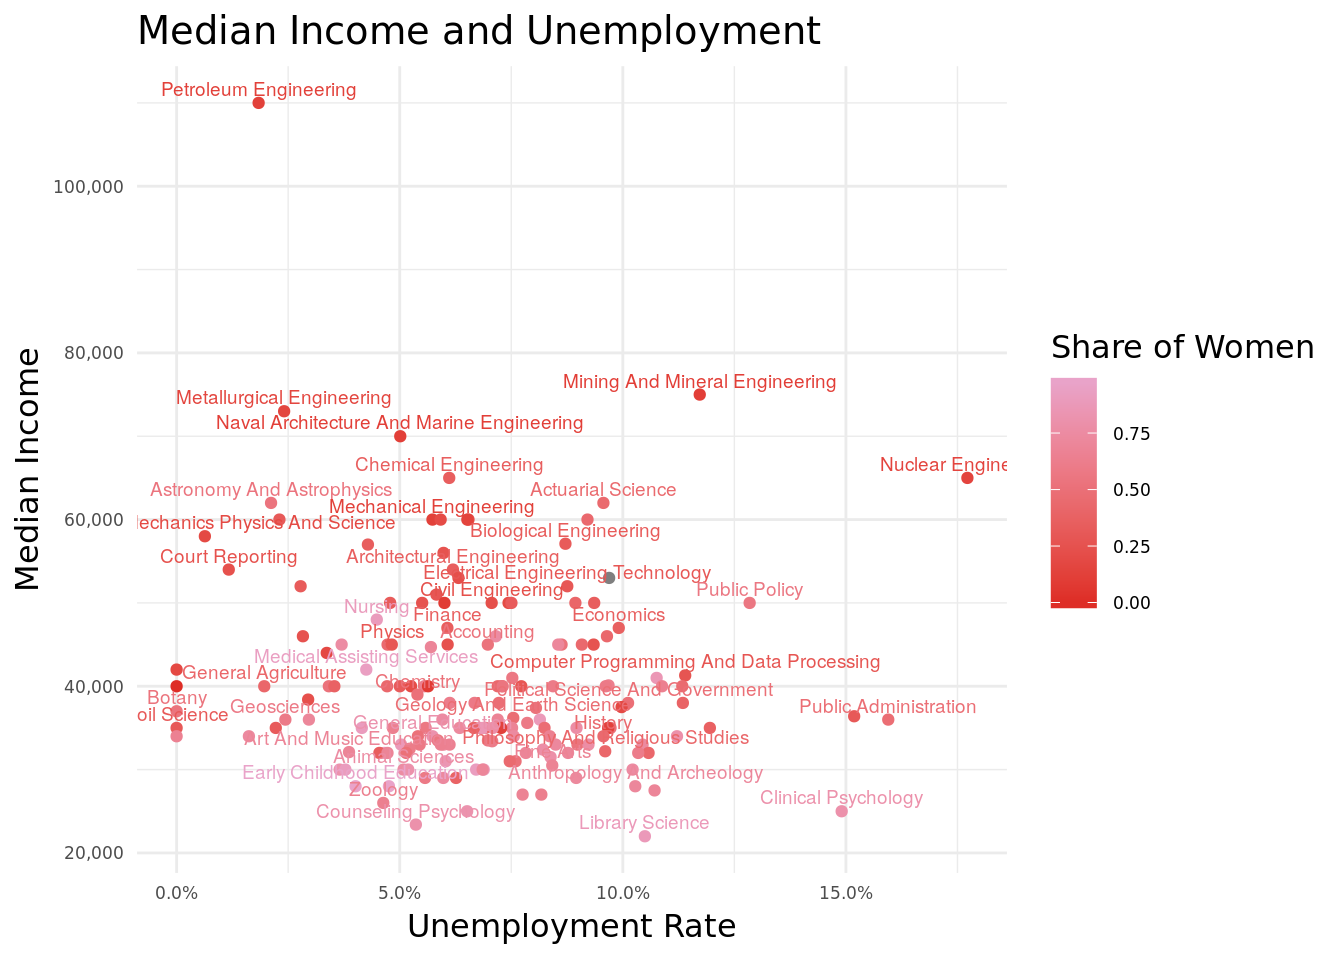 Median Income and Unemployment
Petroleum Engineering
100,000
80,000
Mining And Mineral Engineering
Metallurgical Engineering
Naval Architecture And Marine Engineering
Chemical Engineering
Nuclear Engine
Astronomy And Astrophysics
Actuarial Science
Mechanical Engineering
60,000
echanics Physics And Science
Biological Engineering
Court Reporting
Architectural Engineering
Electrical Engineering Technology
Civil Engineering
Public Policy
Nursing
Finance
Economics
Physics
Accounting
Medical Assisting Services
Computer Programming And Data Processing
General Agriculture
Chemistry
40,000
Political Science And Government
Botany
Geosciences
Geology And Earth Science
Public Administration
oil Science
General Education
History
Art And Music Education
Philosophy And Religious Studies
Fine Arts
Animal Sciences
Early Childhood Education
Anthropology And Archeology
Zoology
Clinical Psychology
Counseling Psychology
Library Science
20,000
0.0%
5.0%
10.0%
15.0%
Unemployment Rate
Median Income
Share of Women
0.75
0.50
0.25
0.00